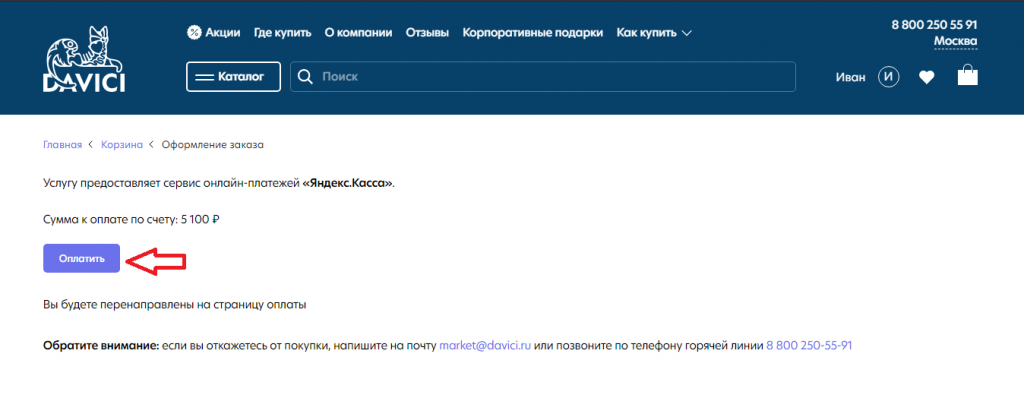 Акции Где купить О компании Отзывы Корпоративные подарки Как купить
8 800 250 55 91
Москва
DAVICI
Каталог Поиск Иван И
Главная Корзина Оформление заказа
Услугу предоставляет сервис онлайн-платежей «Яндекс.Касса».
Сумма к оплате по счету: 5 100 ₽
Оплатить
Вы будете перенаправлены на страницу оплаты
Обратите внимание: если вы откажетесь от покупки, напишите на почту market@davici.ru или позвоните по телефону горячей линии 8 800 250-55-91